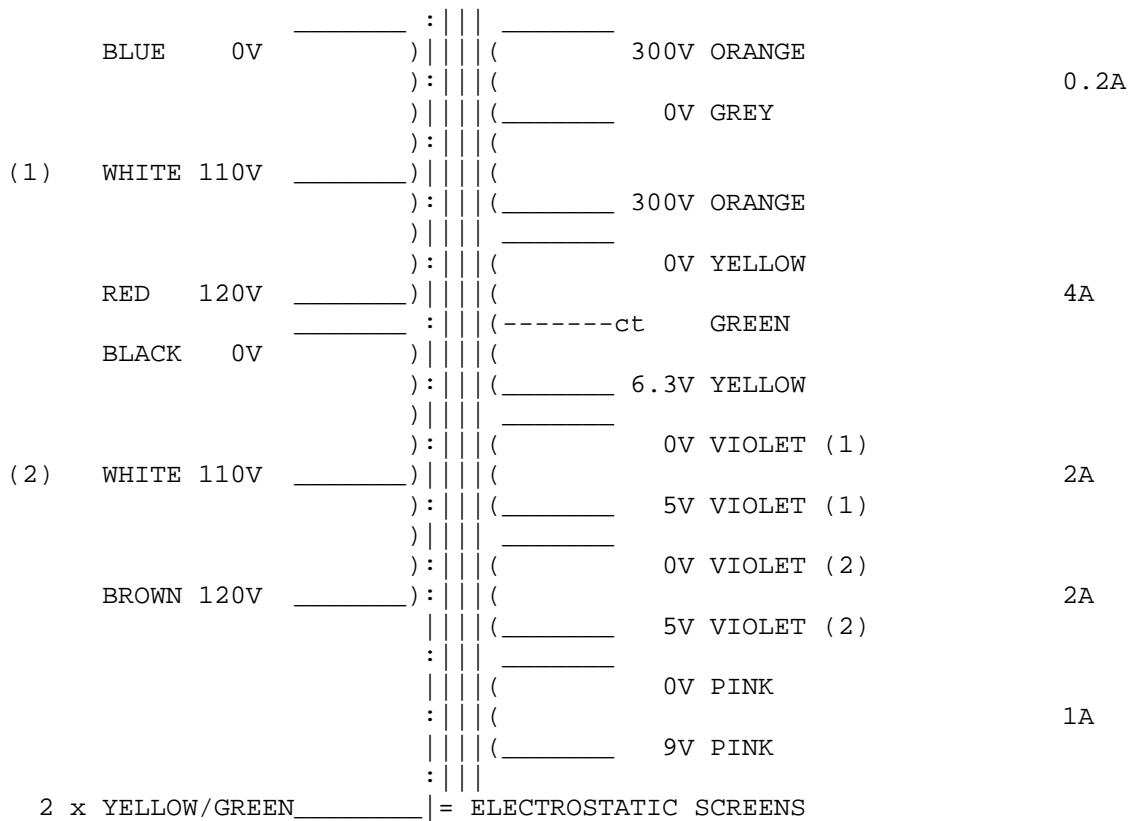 BLUE 0V 300V ORANGE
0.2A
0V GREY
(1) WHITE 110V
300V ORANGE
0V YELLOW
RED 120V 4A
ct GREEN
BLACK 0V
6.3V YELLOW
0V VIOLET (1)
(2) WHITE 110V 2A
5V VIOLET (1)
0V VIOLET (2)
BROWN 120V 2A
5V VIOLET (2)
0V PINK
1A
9V PINK
2 x YELLOW/GREEN = ELECTROSTATIC SCREENS